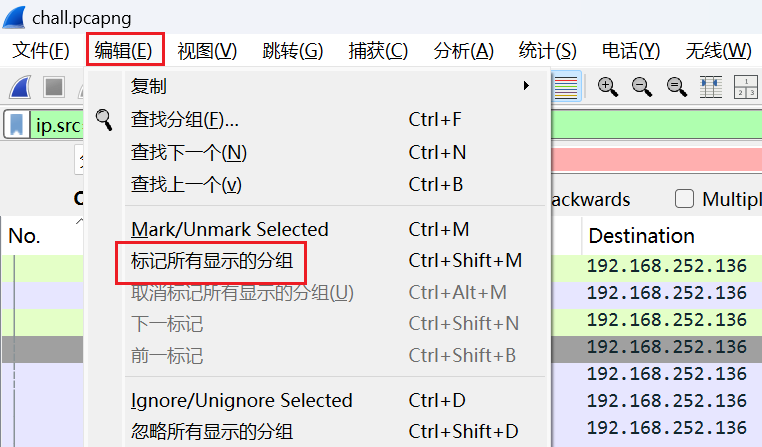 chall.pcapng
文件(F) 编辑(E) 视图(V) 跳转(G) 捕获(C) 分析(A) 统计(S) 电话(Y) 无线(W)
复制
ip.src
查找分组(F)... Ctrl+F
查找下一个(N) Ctrl+N
查找上一个(v) Ctrl+B
ackwards Multipl
Mark/Unmark Selected Ctrl+M
No. Destination
标记所有显示的分组 Ctrl+Shift+M 192.168.252.136
取消标记所有显示的分组(U) Ctrl+Alt+M 192.168.252.136
下一标记 Ctrl+Shift+N 192.168.252.136
前一标记 Ctrl+Shift+B 192.168.252.136
192.168.252.136
Ignore/Unignore Selected Ctrl+D 192.168.252.136
忽略所有显示的分组 Ctrl+Shift+D 192.168.252.136